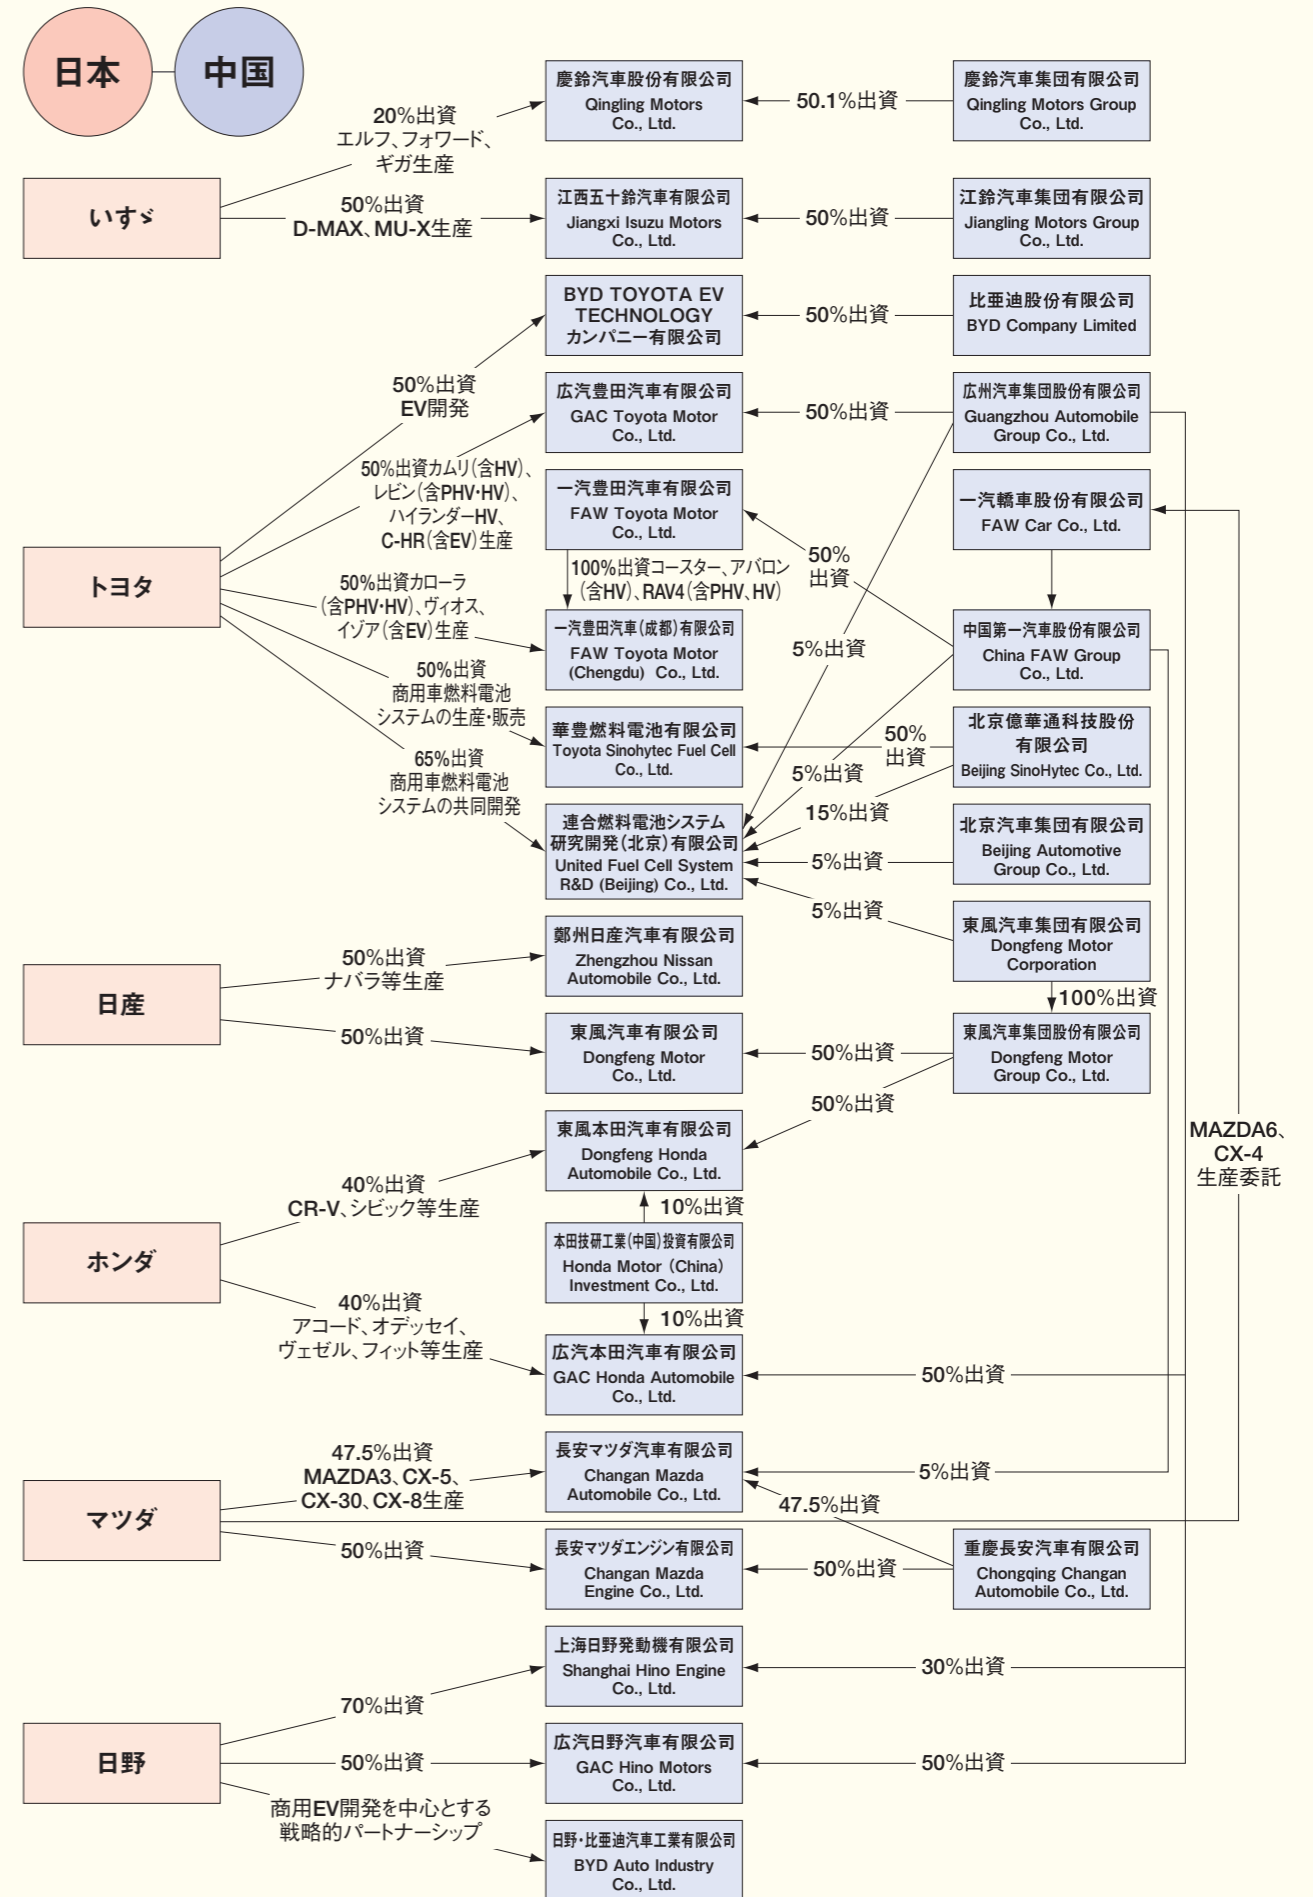 日本
中国
慶鈴汽車股份有限公司
Qingling Motors
Co., Ltd.
50.1%出資
慶鈴汽車集団有限公司
Qingling Motors Group
Co., Ltd.
20%出資
エルフ、フォワード、
ギガ生産
いすゞ
50%出資
D-MAX、MU-X生産
江西五十鈴汽車有限公司
Jiangxi Isuzu Motors
Co., Ltd.
50%出資
江鈴汽車集団有限公司
Jiangling Motors Group
Co., Ltd.
BYD TOYOTA EV
TECHNOLOGY
カンパニー有限公司
50%出資
比亜迪股份有限公司
BYD Company Limited
50%出資
EV開発
広汽豊田汽車有限公司
GAC Toyota Motor
Co., Ltd.
50%出資
広州汽車集団股份有限公司
Guangzhou Automobile
Group Co., Ltd.
50%出資カムリ(含HV)、
レビン(含PHV・HV)、
ハイランダーHV、
C-HR(含EV)生産
一汽豊田汽車有限公司
FAW Toyota Motor
Co., Ltd.
50%
出資
一汽轎車股份有限公司
FAW Car Co., Ltd.
トヨタ
100%出資コースター、アバロン
(含HV)、RAV4(含PHV、HV)
50%出資カローラ
(含PHV・HV)、ヴィオス、
イゾア(含EV)生産
一汽豊田汽車(成都)有限公司
FAW Toyota Motor
(Chengdu) Co., Ltd.
5%出資
中国第一汽車股份有限公司
China FAW Group
Co., Ltd.
50%出資
商用車燃料電池
システムの生産・販売
華豊燃料電池有限公司
Toyota Sinohytec Fuel Cell
Co., Ltd.
50%
出資
北京億華通科技股份
有限公司
Beijing SinoHytec Co., Ltd.
5%出資
65%出資
商用車燃料電池
システムの共同開発
連合燃料電池システム
研究開発(北京)有限公司
United Fuel Cell System
R&D (Beijing) Co., Ltd.
15%出資
5%出資
北京汽車集団有限公司
Beijing Automotive
Group Co., Ltd.
5%出資
東風汽車集団有限公司
Dongfeng Motor
Corporation
100%出資
日産
50%出資
ナバラ等生産
鄭州日産汽車有限公司
Zhengzhou Nissan
Automobile Co., Ltd.
50%出資
東風汽車有限公司
Dongfeng Motor
Co., Ltd.
50%出資
東風汽車集団股份有限公司
Dongfeng Motor
Group Co., Ltd.
50%出資
東風本田汽車有限公司
Dongfeng Honda
Automobile Co., Ltd.
MAZDA6、
CX-4
生産委託
40%出資
CR-V、シビック等生産
10%出資
ホンダ
本田技研工業(中国)投資有限公司
Honda Motor (China)
Investment Co., Ltd.
10%出資
40%出資
アコード、オデッセイ、
ヴェゼル、フィット等生産
広汽本田汽車有限公司
GAC Honda Automobile
Co., Ltd.
50%出資
マツダ
47.5%出資
MAZDA3、CX-5、
CX-30、CX-8生産
長安マツダ汽車有限公司
Changan Mazda
Automobile Co., Ltd.
5%出資
47.5%出資
50%出資
長安マツダエンジン有限公司
Changan Mazda
Engine Co., Ltd.
50%出資
重慶長安汽車有限公司
Chongqing Changan
Automobile Co., Ltd.
上海日野発動機有限公司
Shanghai Hino Engine
Co., Ltd.
30%出資
70%出資
日野
50%出資
広汽日野汽車有限公司
GAC Hino Motors
Co., Ltd.
50%出資
商用EV開発を中心とする
戦略的パートナーシップ
日野・比亜迪汽車工業有限公司
BYD Auto Industry
Co., Ltd.